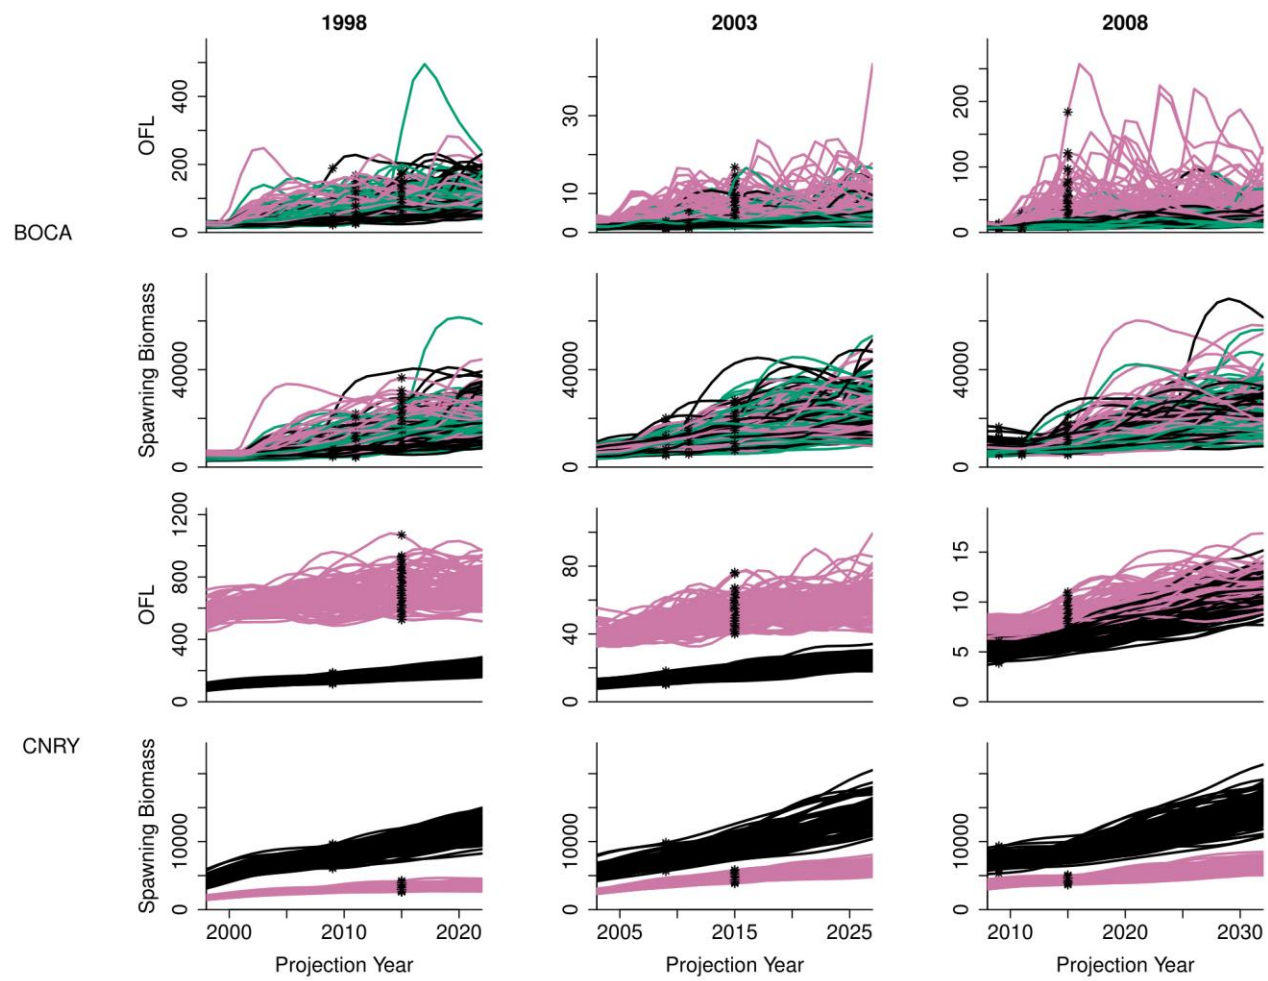 1998 2003 2008
BOCA
OFL
0 200 400
0 10 30
0 100 200
Spawning Biomass
0 40000
0 40000
0 40000
CNRY
OFL
0 400 800 1200
0 40 80
0 5 10 15
Spawning Biomass
0 10000
0 10000
0 10000
2000 2010 2020
2005 2015 2025
2010 2020 2030
Projection Year Projection Year Projection Year